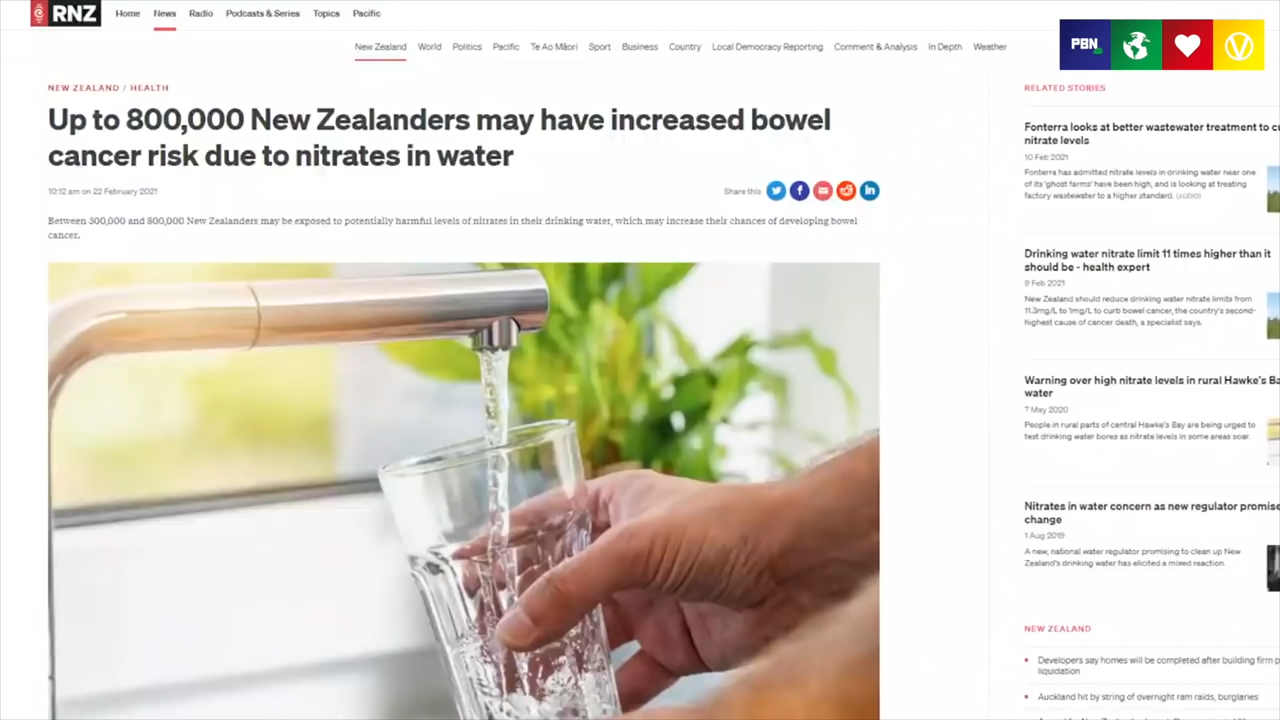 RNZ
Home News Radio Podcasts & Series Topics Pacific
New Zealand World Politics Pacific Te Ao Māori Sport Business Country Local Democracy Reporting Comment & Analysis In Depth Weather
PBN
V
NEW ZEALAND / HEALTH
Up to 800,000 New Zealanders may have increased bowel
cancer risk due to nitrates in water
10:12 am on 22 February 2021
Share this
Between 300,000 and 800,000 New Zealanders may be exposed to potentially harmful levels of nitrates in their drinking water, which may increase their chances of developing bowel
cancer.
RELATED STORIES
Fonterra looks at better wastewater treatment to
nitrate levels
10 Feb 2021
Fonterra has admitted nitrate levels in drinking water near one
of its 'ghost farms' have been high, and is looking at treating
factory wastewater to a higher standard. (AUDIO)
Drinking water nitrate limit 11 times higher than it
should be - health expert
9 Feb 2021
New Zealand should reduce drinking water nitrate limits from
11.3mg/L to 1mg/L to curb bowel cancer, the country's second-
highest cause of cancer death, a specialist says.
Warning over high nitrate levels in rural Hawke's Ba
water
7 May 2020
People in rural parts of central Hawke's Bay are being urged to
test drinking water bores as nitrate levels in some areas soar.
Nitrates in water concern as new regulator promise
change
1 Aug 2019
A new, national water regulator promising to clean up New
Zealand's drinking water has elicited a mixed reaction.
NEW ZEALAND
Developers say homes will be completed after building firm p
liquidation
Auckland hit by string of overnight ram raids, burglaries